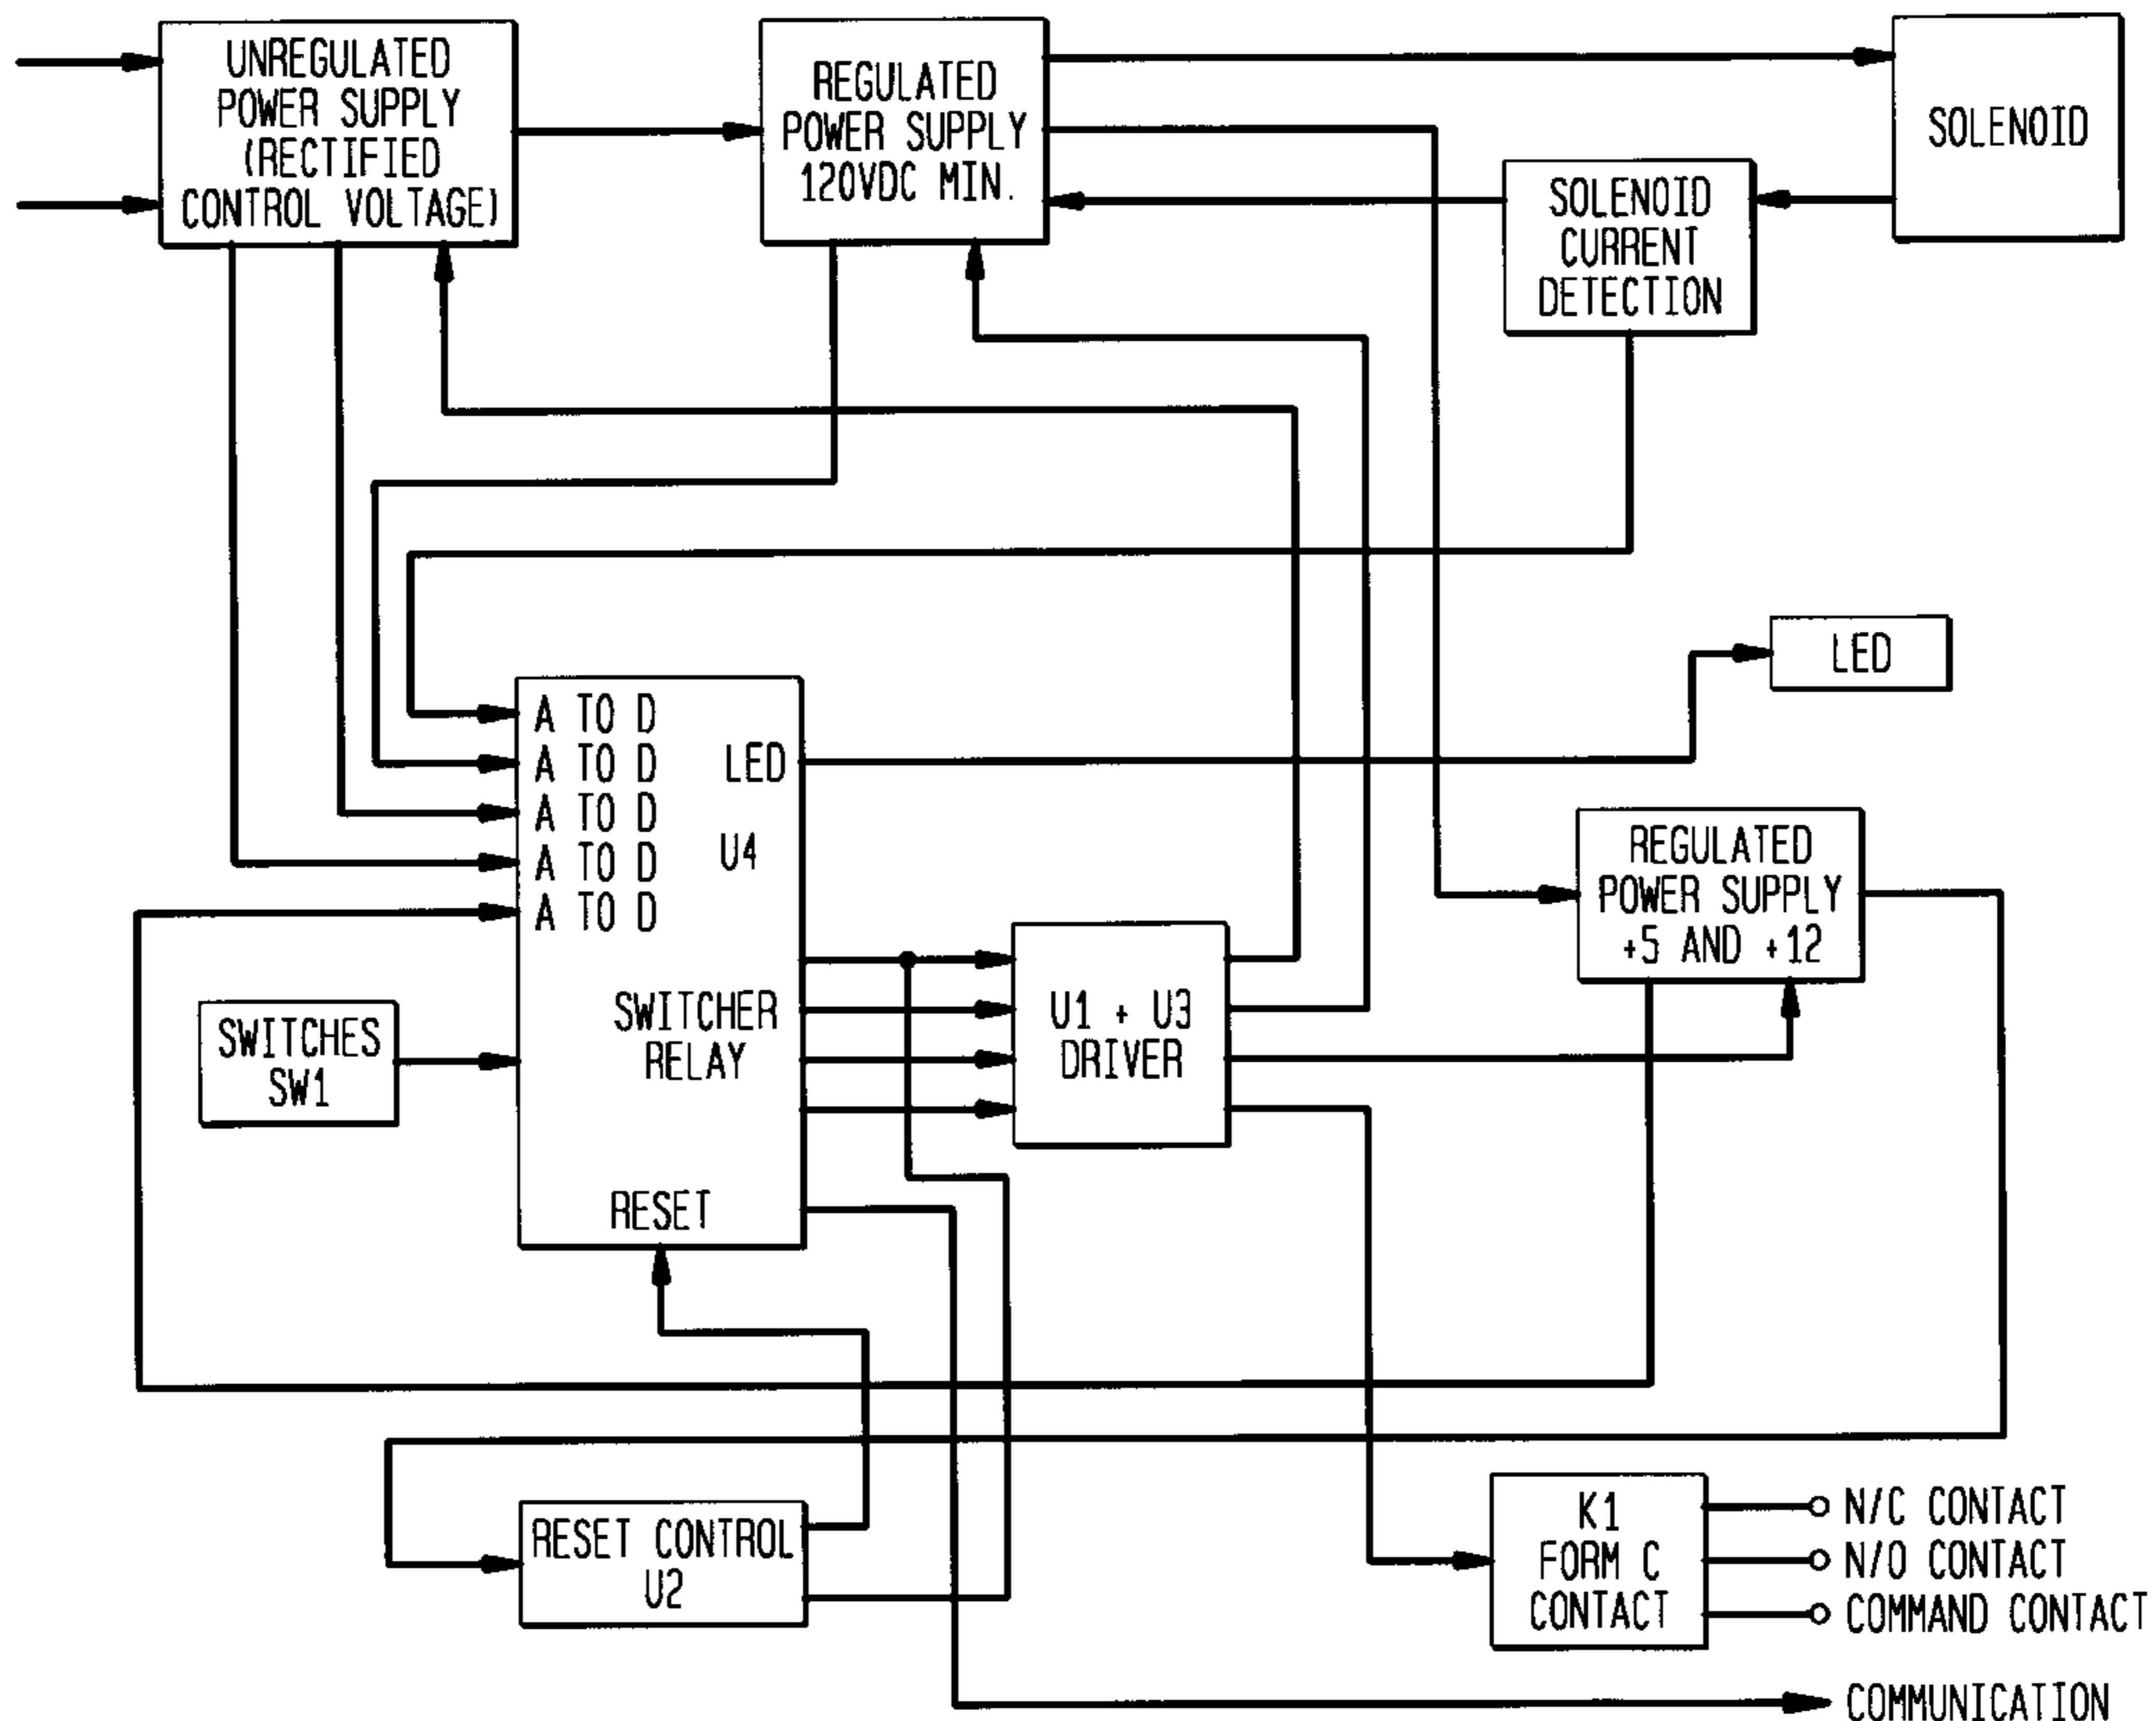 UNREGULATED
POWER SUPPLY
(RECTIFIED
CONTROL VOLTAGE)
REGULATED
POWER SUPPLY
120VDC MIN.
SOLENOID
SOLENOID
CURRENT
DETECTION
LED
A TO D
A TO D
A TO D
A TO D
A TO D
LED
U4
SWITCHER
RELAY
RESET
SWITCHES
SW1
U1 + U3
DRIVER
REGULATED
POWER SUPPLY
+5 AND +12
RESET CONTROL
U2
K1
FORM C
CONTACT
N/C CONTACT
N/O CONTACT
COMMAND CONTACT
COMMUNICATION